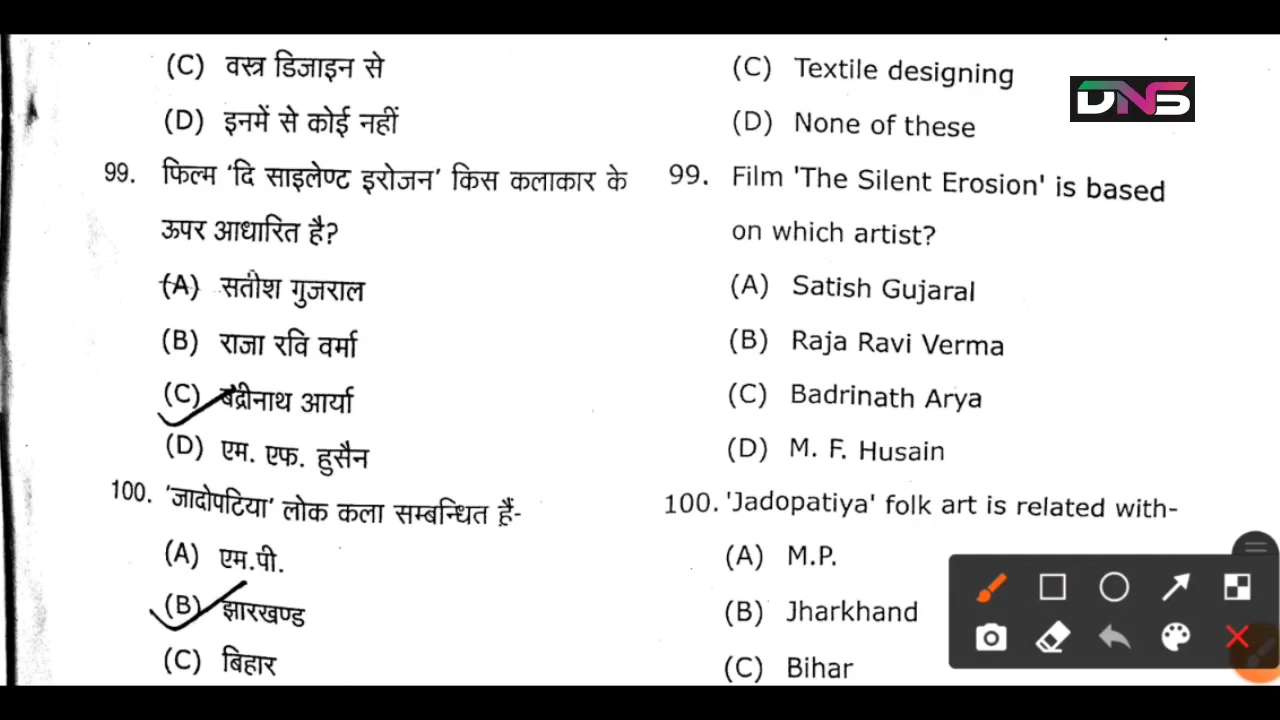 (C) वस्त्र डिजाइन से
(D) इनमें से कोई नहीं
99. फिल्म 'दि साइलेण्ट इरोजन' किस कलाकार के
ऊपर आधारित है?
(A) सतीश गुजराल
(B) राजा रवि वर्मा
(C) बद्रीनाथ आर्या
(D) एम. एफ. हुसैन
100. 'जादोपटिया' लोक कला सम्बन्धित हैं-
(A) एम.पी.
(B) झारखण्ड
(C) बिहार
(C) Textile designing
(D) None of these
99. Film 'The Silent Erosion' is based
on which artist?
(A) Satish Gujaral
(B) Raja Ravi Verma
(C) Badrinath Arya
(D) M. F. Husain
100. 'Jadopatiya' folk art is related with-
(A) M.P.
(B) Jharkhand
(C) Bihar
DNS